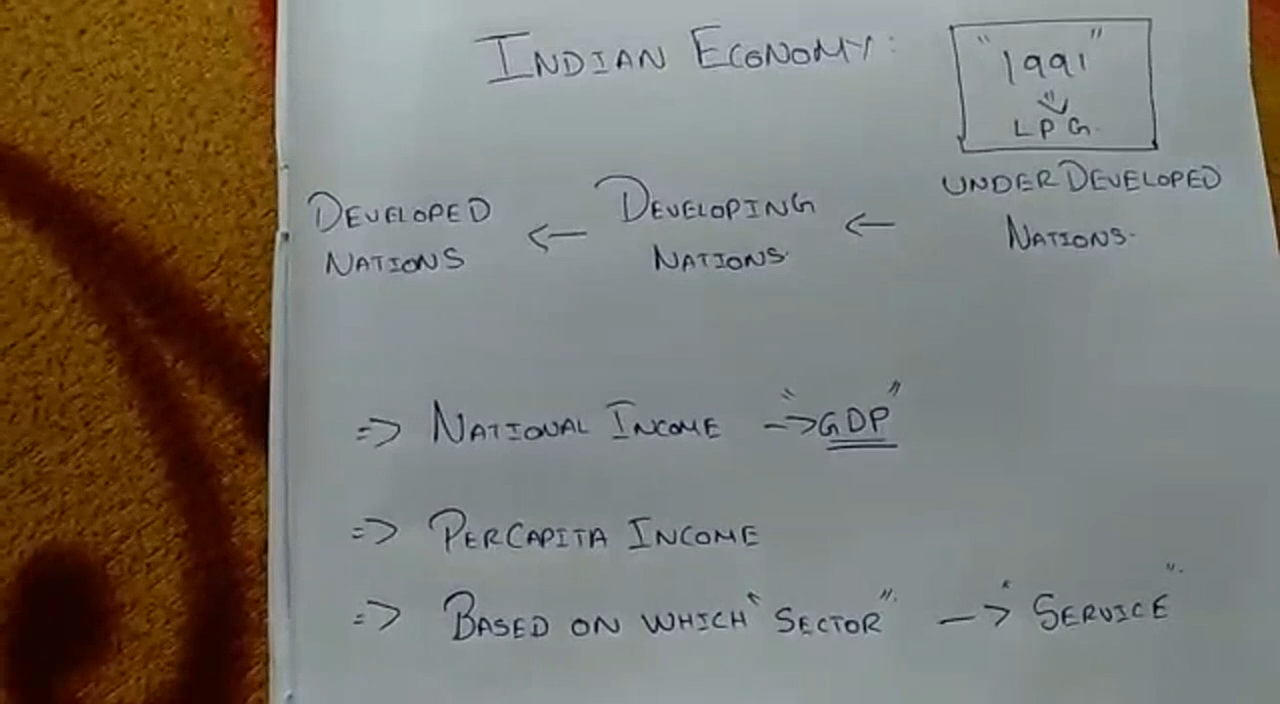 INDIAN ECONOMY:
"1991"
LPG.
DEVELOPED NATIONS ← DEVELOPING NATIONS. ← UNDERDEVELOPED NATIONS.
=> NATIONAL INCOME -> "GDP"
=> PERCAPITA INCOME
=> BASED ON WHICH "SECTOR". -> "SERVICE".